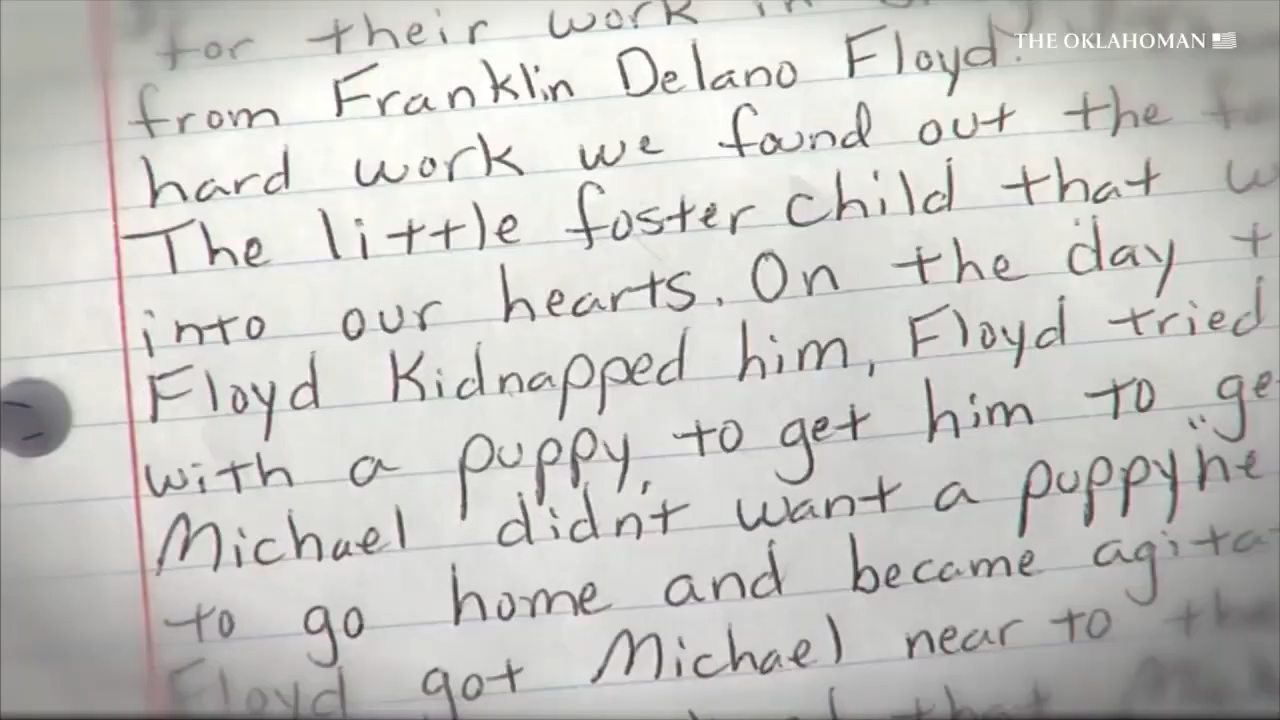 for their work in
THE OKLAHOMAN
from Franklin Delano Floyd.
hard work we found out the
The little foster child that
into our hearts. On the day
Floyd Kidnapped him, Floyd tried
with a puppy, to get him to
Michael didn't want a puppy he
to go home and became
Floyd got Michael near to
that